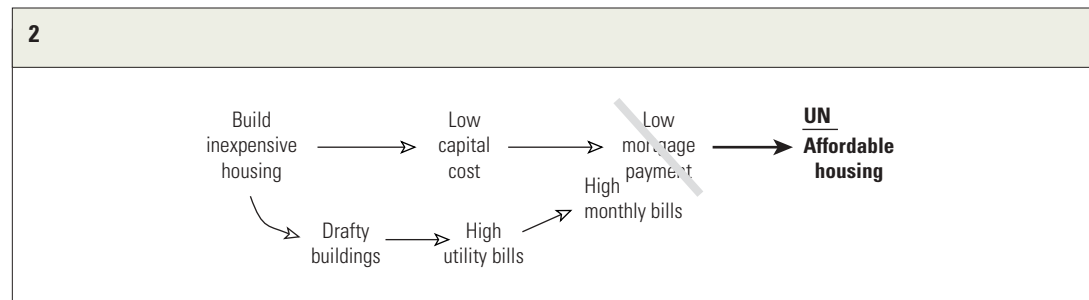 2
Build
inexpensive
housing
Low
capital
cost
Low
mortgage
payment
UN
Affordable
housing
High
monthly bills
Drafty
buildings
High
utility bills